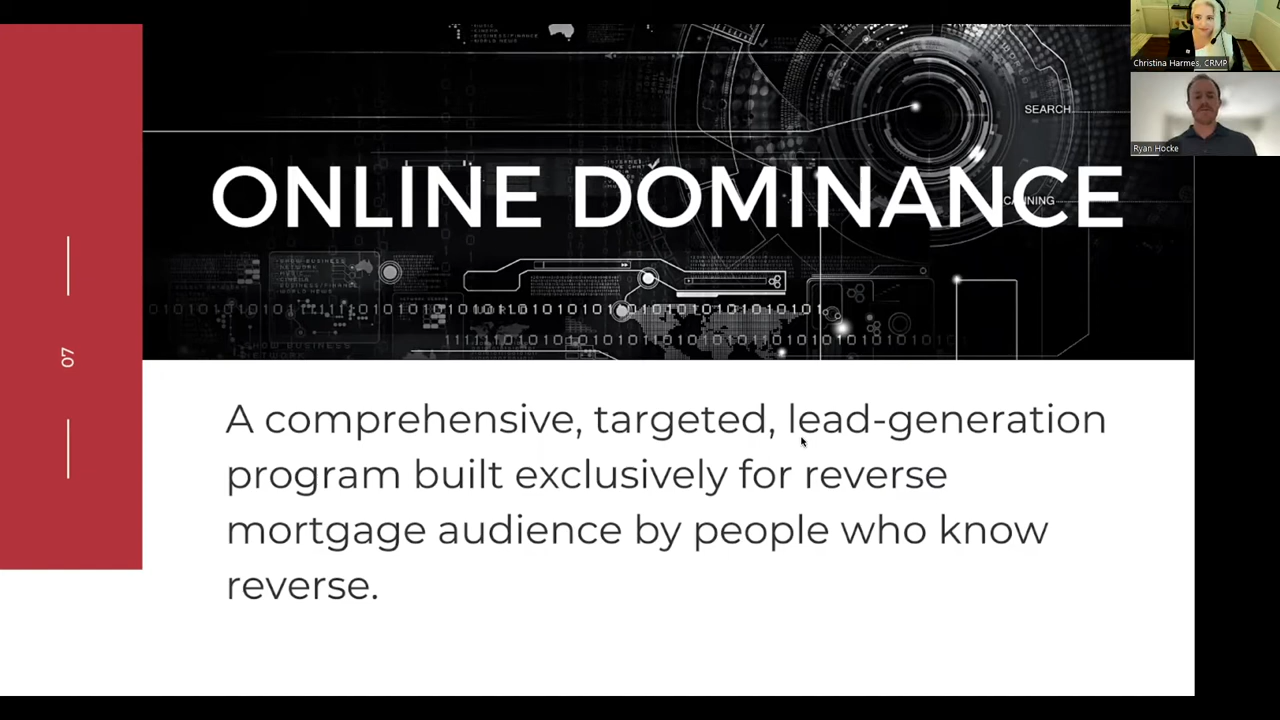 Christina Harmes, CRMP
Ryan Hocke
SEARCH
ONLINE DOMINANCE
07
A comprehensive, targeted, lead-generation
program built exclusively for reverse
mortgage audience by people who know
reverse.